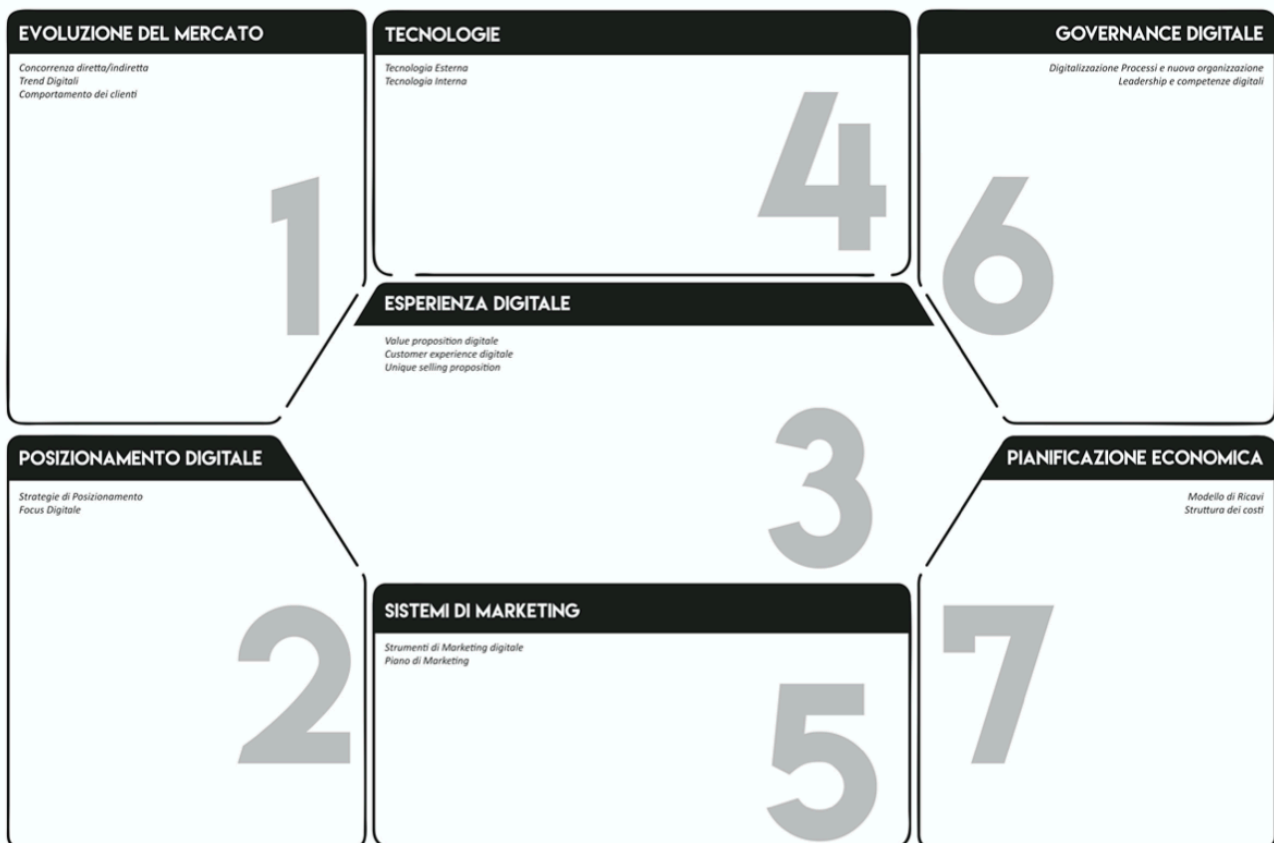 EVOLUZIONE DEL MERCATO
Concorrenza diretta/indiretta
Trend Digitali
Comportamento dei clienti
1
POSIZIONAMENTO DIGITALE
Strategie di Posizionamento
Focus Digitale
2
ESPERIENZA DIGITALE
Value proposition digitale
Customer experience digitale
Unique selling proposition
3
TECNOLOGIE
Tecnologia Esterna
Tecnologia Interna
4
SISTEMI DI MARKETING
Strumenti di Marketing digitale
Piano di Marketing
5
GOVERNANCE DIGITALE
Digitalizzazione Processi e nuova organizzazione
Leadership e competenze digitali
6
PIANIFICAZIONE ECONOMICA
Modello di Ricavi
Struttura dei costi
7